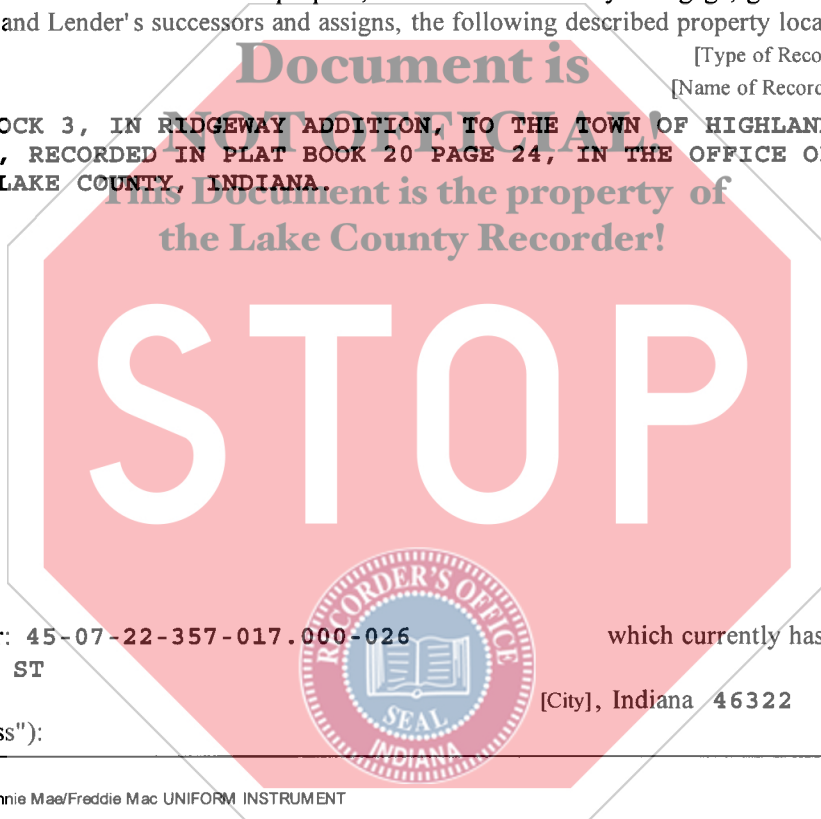 and Lender's successors and assigns, the following described property loca
[Type of Reco
Document is
[Name of Record
NOT OFFICIAL!
OCK 3, IN RIDGEWAY ADDITION, TO THE TOWN OF HIGHLAND
, RECORDED IN PLAT BOOK 20 PAGE 24, IN THE OFFICE O
LAKE COUNTY, INDIANA.
This Document is the property of
the Lake County Recorder!
STOP
RECORDER'S OFFICE
SEAL
INDIANA
r: 45-07-22-357-017.000-026 which currently has
ST
[City], Indiana 46322
ss"):
nnie Mae/Freddie Mac UNIFORM INSTRUMENT